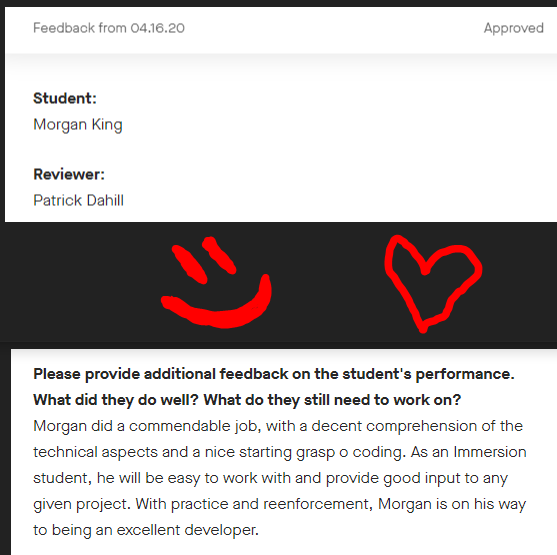 Feedback from 04.16.20 Approved
Student:
Morgan King
Reviewer:
Patrick Dahill
Please provide additional feedback on the student's performance.
What did they do well? What do they still need to work on?
Morgan did a commendable job, with a decent comprehension of the
technical aspects and a nice starting grasp o coding. As an Immersion
student, he will be easy to work with and provide good input to any
given project. With practice and reenforcement, Morgan is on his way
to being an excellent developer.